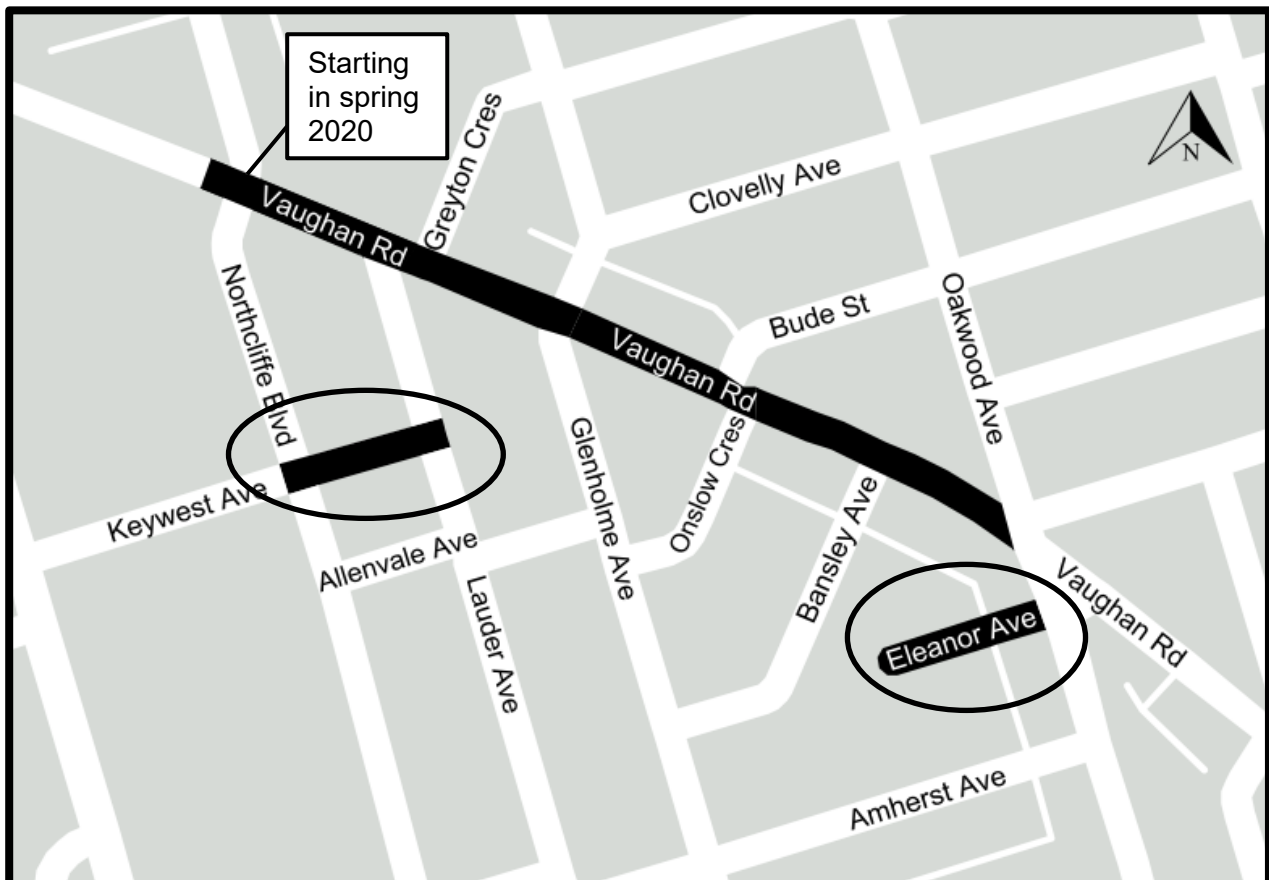 Starting
in spring
2020
Greyton Cres
N
Clovelly Ave
Vaughan Rd
Northcliffe Blvd
Oakwood Ave
Bude St
Vaughan Rd
Glenholme Ave
Onslow Cres
Keywest Ave
Bansley Ave
Allenvale Ave
Vaughan Rd
Lauder Ave
Eleanor Ave
Amherst Ave